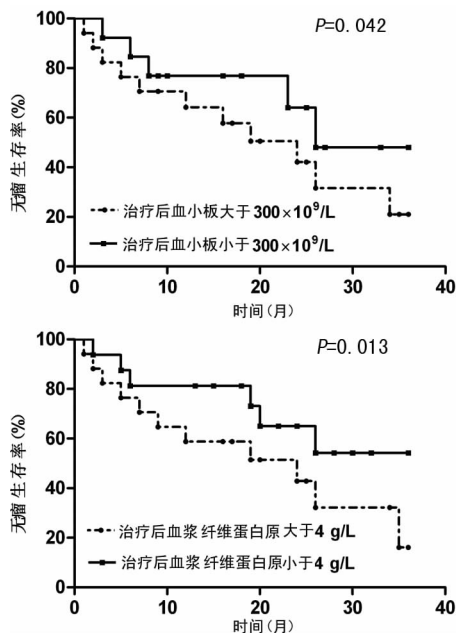 P=0.042
无瘤生存率(%)
100
80
60
40
20
0
治疗后血小板大于300×10⁹/L
治疗后血小板小于300×10⁹/L
0 10 20 30 40
时间(月)
P=0.013
无瘤生存率(%)
100
80
60
40
20
0
治疗后血浆纤维蛋白原大于4 g/L
治疗后血浆纤维蛋白原小于4 g/L
0 10 20 30 40
时间(月)